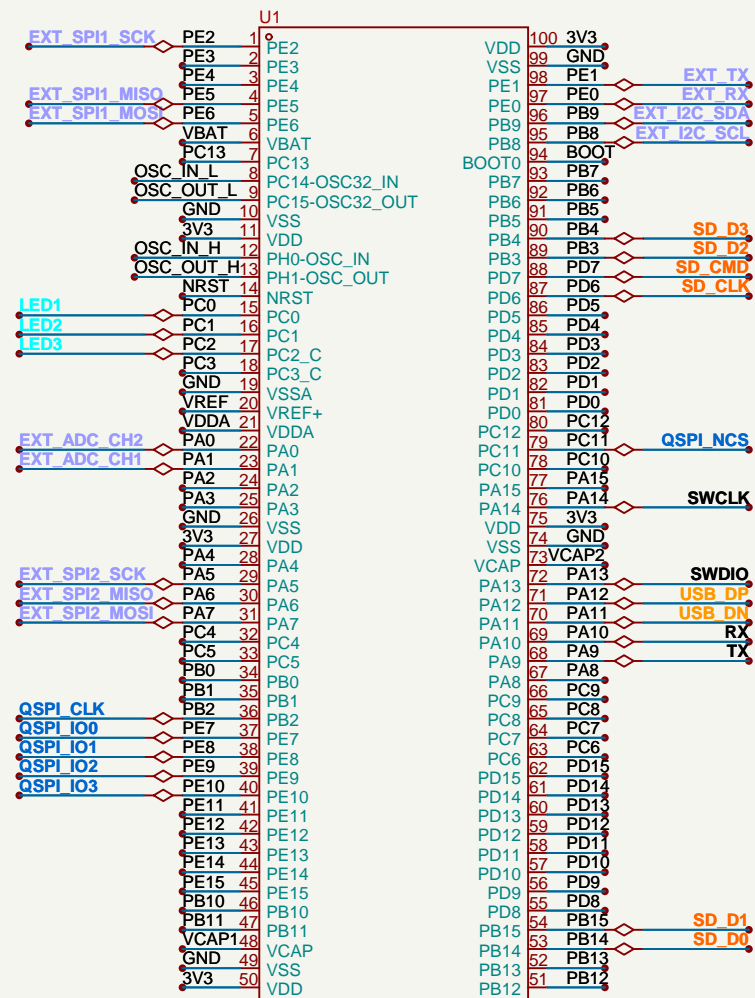 U1
EXT_SPI1_SCK PE2 1 PE2 VDD 100 3V3
PE3 2 PE3 VSS 99 GND
PE4 3 PE4 PE1 98 PE1 EXT_TX
EXT_SPI1_MISO PE5 4 PE5 PE0 97 PE0 EXT_RX
EXT_SPI1_MOSI PE6 5 PE6 PB9 96 PB9 EXT_I2C_SDA
VBAT 6 VBAT PB8 95 PB8 EXT_I2C_SCL
PC13 7 PC13 BOOT0 94 BOOT
OSC_IN_L 8 PC14-OSC32_IN PB7 93 PB7
OSC_OUT_L 9 PC15-OSC32_OUT PB6 92 PB6
GND 10 VSS PB5 91 PB5
3V3 11 VDD PB4 90 PB4 SD_D3
OSC_IN_H 12 PH0-OSC_IN PB3 89 PB3 SD_D2
OSC_OUT_H 13 PH1-OSC_OUT PD7 88 PD7 SD_CMD
NRST 14 NRST PD6 87 PD6 SD_CLK
LED1 PC0 15 PC0 PD5 86 PD5
LED2 PC1 16 PC1 PD4 85 PD4
LED3 PC2 17 PC2_C PD3 84 PD3
PC3 18 PC3_C PD2 83 PD2
GND 19 VSSA PD1 82 PD1
VREF 20 VREF+ PD0 81 PD0
VDDA 21 VDDA PC12 80 PC12
EXT_ADC_CH2 PA0 22 PA0 PC11 79 PC11 QSPI_NCS
EXT_ADC_CH1 PA1 23 PA1 PC10 78 PC10
PA2 24 PA2 PA15 77 PA15
PA3 25 PA3 PA14 76 PA14 SWCLK
GND 26 VSS VDD 75 3V3
3V3 27 VDD VSS 74 GND
PA4 28 PA4 VCAP 73 VCAP2
EXT_SPI2_SCK PA5 29 PA5 PA13 72 PA13 SWDIO
EXT_SPI2_MISO PA6 30 PA6 PA12 71 PA12 USB_DP
EXT_SPI2_MOSI PA7 31 PA7 PA11 70 PA11 USB_DN
PC4 32 PC4 PA10 69 PA10 RX
PC5 33 PC5 PA9 68 PA9 TX
PB0 34 PB0 PA8 67 PA8
PB1 35 PB1 PC9 66 PC9
QSPI_CLK PB2 36 PB2 PC8 65 PC8
QSPI_IO0 PE7 37 PE7 PC7 64 PC7
QSPI_IO1 PE8 38 PE8 PC6 63 PC6
QSPI_IO2 PE9 39 PE9 PD15 62 PD15
QSPI_IO3 PE10 40 PE10 PD14 61 PD14
PE11 41 PE11 PD13 60 PD13
PE12 42 PE12 PD12 59 PD12
PE13 43 PE13 PD11 58 PD11
PE14 44 PE14 PD10 57 PD10
PE15 45 PE15 PD9 56 PD9
PB10 46 PB10 PD8 55 PD8
PB11 47 PB11 PB15 54 PB15 SD_D1
VCAP1 48 VCAP PB14 53 PB14 SD_D0
GND 49 VSS PB13 52 PB13
3V3 50 VDD PB12 51 PB12